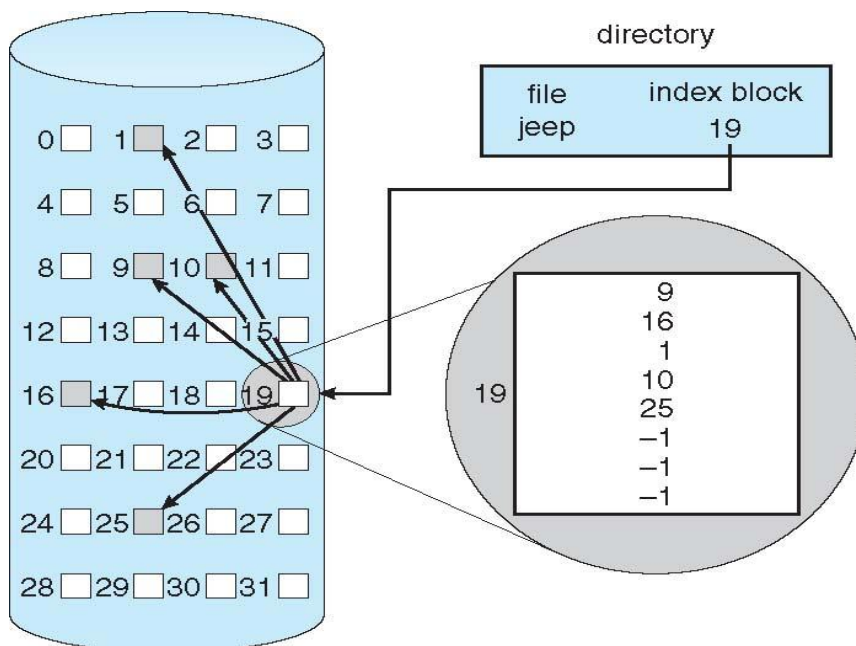 directory
file index block
jeep 19
0 1 2 3
4 5 6 7
8 9 10 11
12 13 14 15
16 17 18 19
20 21 22 23
24 25 26 27
28 29 30 31
19
9
16
1
10
25
–1
–1
–1